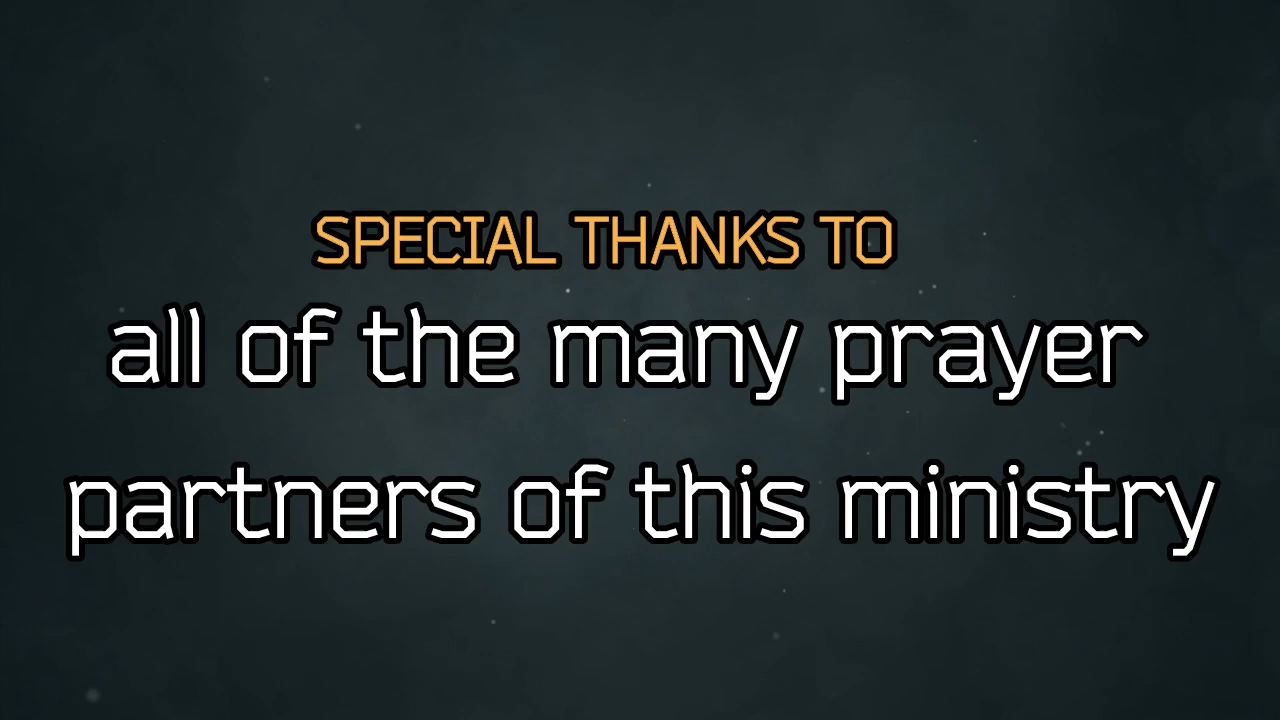 SPECIAL THANKS TO
all of the many prayer
partners of this ministry